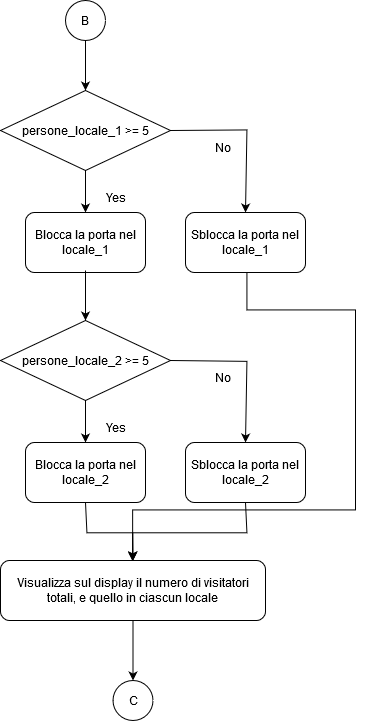 B
persone_locale_1 >= 5
No
Yes
Blocca la porta nel
locale_1
Sblocca la porta nel
locale_1
persone_locale_2 >= 5
No
Yes
Blocca la porta nel
locale_2
Sblocca la porta nel
locale_2
Visualizza sul display il numero di visitatori
totali, e quello in ciascun locale
C